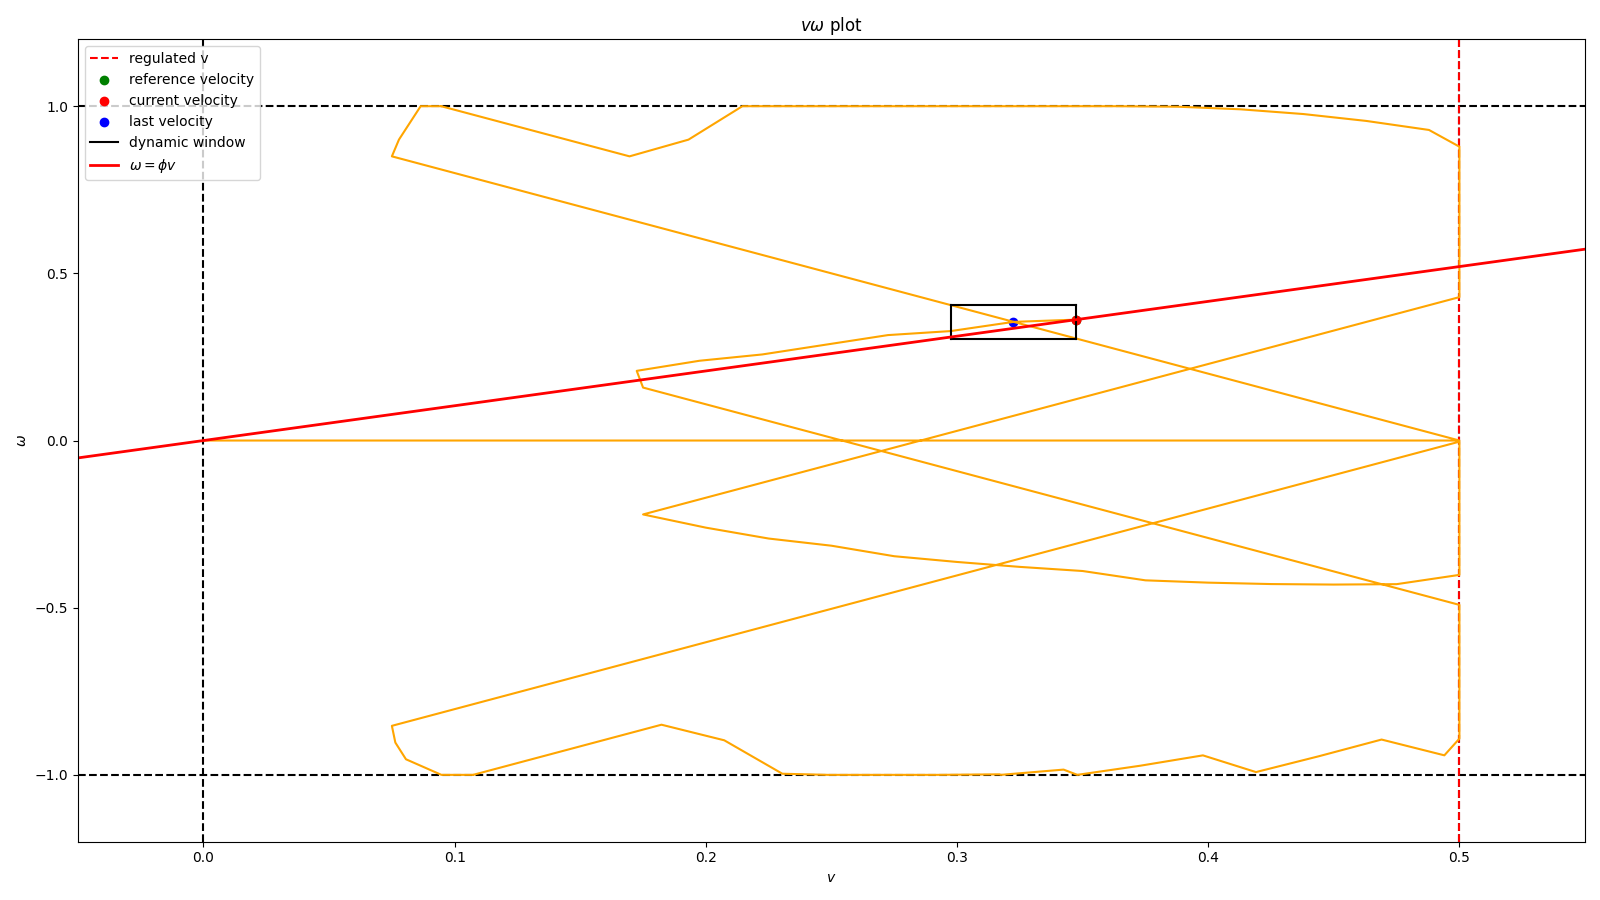 vω plot
regulated v
reference velocity
current velocity
last velocity
dynamic window
ω = ϕv
1.0
0.5
0.0
−0.5
−1.0
ω
0.0 0.1 0.2 0.3 0.4 0.5
v